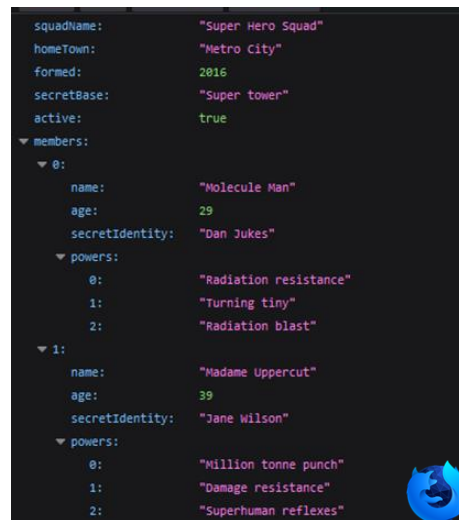 squadName: "Super Hero Squad"
homeTown: "Metro City"
formed: 2016
secretBase: "Super tower"
active: true
members:
0:
name: "Molecule Man"
age: 29
secretIdentity: "Dan Jukes"
powers:
0: "Radiation resistance"
1: "Turning tiny"
2: "Radiation blast"
1:
name: "Madame Uppercut"
age: 39
secretIdentity: "Jane Wilson"
powers:
0: "Million tonne punch"
1: "Damage resistance"
2: "Superhuman reflexes"